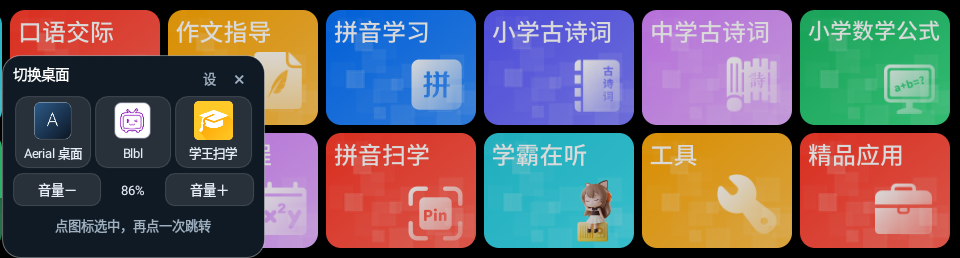 口语交际
作文指导
拼音学习
小学古诗词
中学古诗词
小学数学公式
拼
古诗词
詩
a+b=?
切换桌面
设 ×
A
Aerial 桌面
Blbl
学王扫学
音量－ 86% 音量＋
点图标选中，再点一次跳转
x²y
拼音扫学
学霸在听
工具
精品应用
Pin